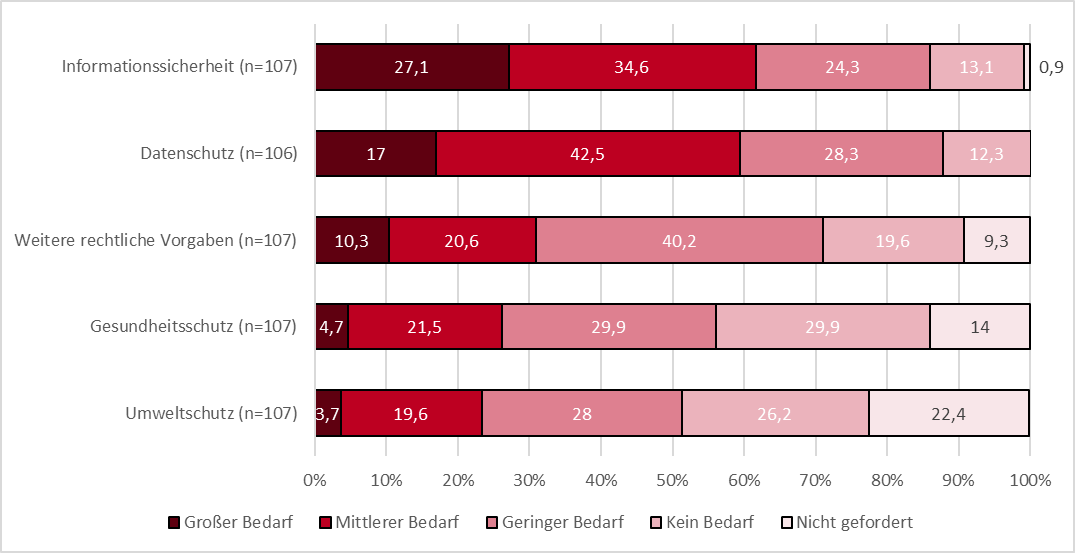 Informationssicherheit (n=107) 27,1 34,6 24,3 13,1 0,9
Datenschutz (n=106) 17 42,5 28,3 12,3
Weitere rechtliche Vorgaben (n=107) 10,3 20,6 40,2 19,6 9,3
Gesundheitsschutz (n=107) 4,7 21,5 29,9 29,9 14
Umweltschutz (n=107) 3,7 19,6 28 26,2 22,4
0% 10% 20% 30% 40% 50% 60% 70% 80% 90% 100%
Großer Bedarf Mittlerer Bedarf Geringer Bedarf Kein Bedarf Nicht gefordert